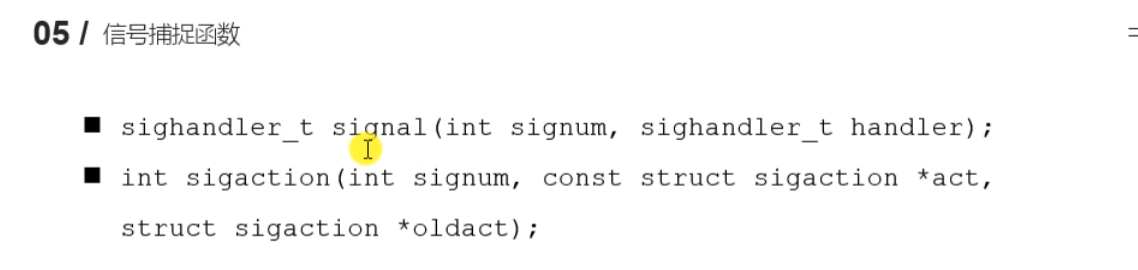 05 / 信号捕捉函数
■ sighandler_t signal(int signum, sighandler_t handler);
■ int sigaction(int signum, const struct sigaction *act,
struct sigaction *oldact);